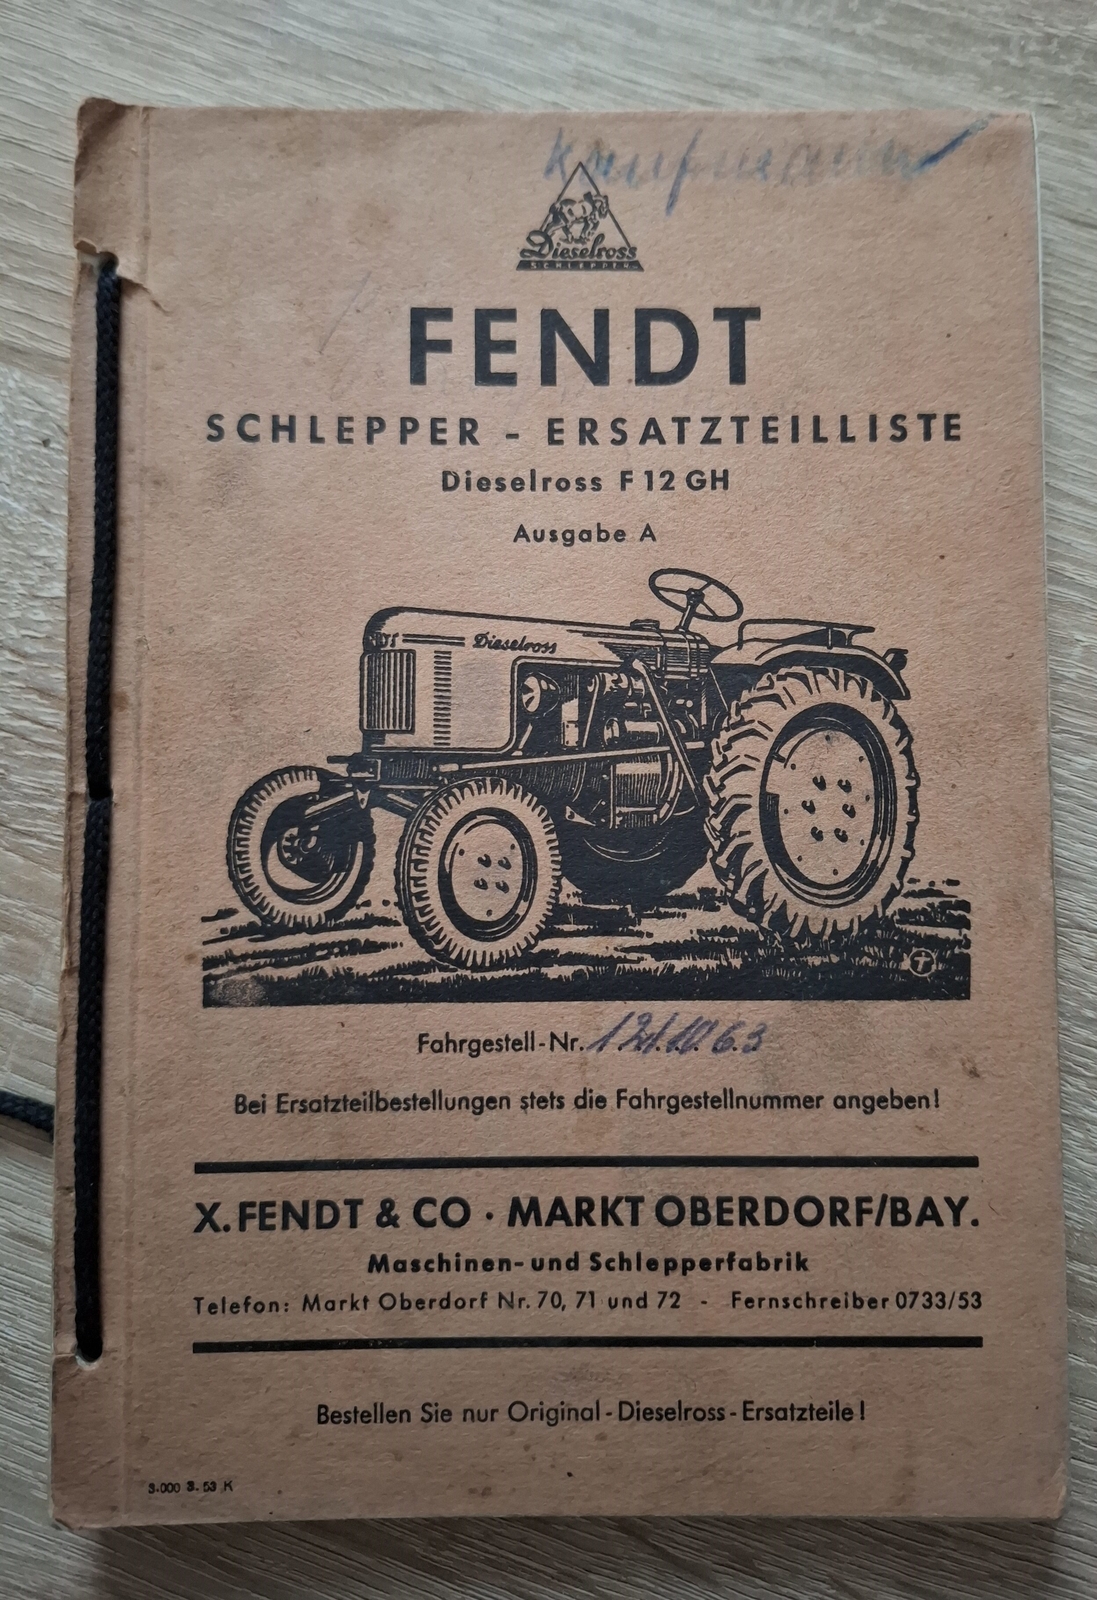 Kaufmann
Dieselross
SCHLEPPER
FENDT
SCHLEPPER - ERSATZTEILLISTE
Dieselross F 12 GH
Ausgabe A
Dieselross
Fahrgestell-Nr.
Bei Ersatzteilbestellungen stets die Fahrgestellnummer angeben!
X. FENDT & CO · MARKT OBERDORF/BAY.
Maschinen- und Schlepperfabrik
Telefon: Markt Oberdorf Nr. 70, 71 und 72 - Fernschreiber 0733/53
Bestellen Sie nur Original-Dieselross-Ersatzteile!
3.000 3. 53 K